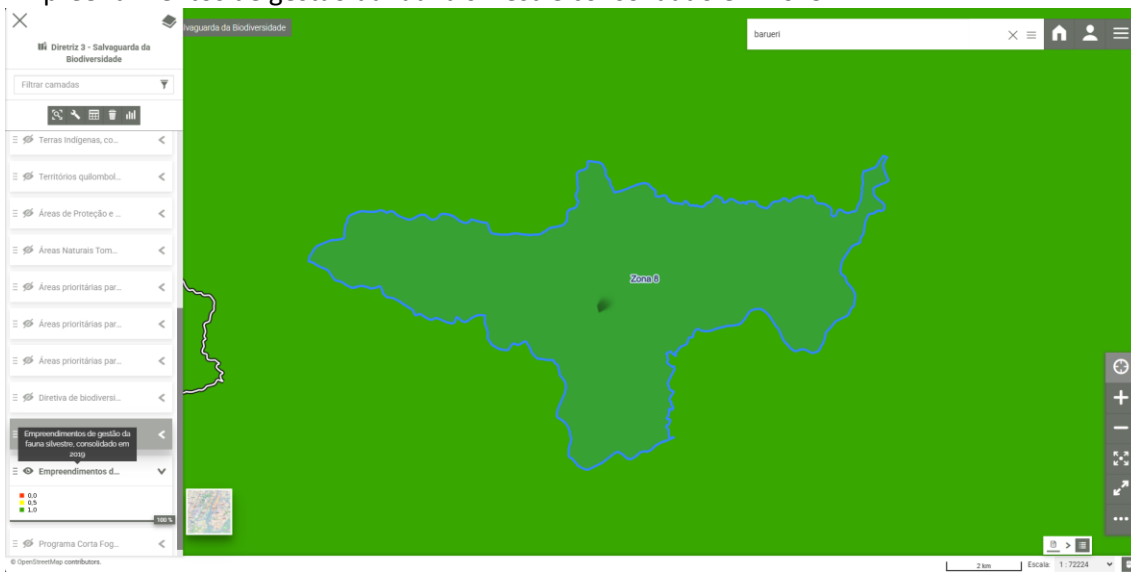 Diretriz 3 - Salvaguarda da
Biodiversidade
Filtrar camadas
Terras Indígenas, co...
Territórios quilombol...
Áreas de Proteção e ...
Áreas Naturais Tom...
Áreas prioritárias par...
Áreas prioritárias par...
Áreas prioritárias par...
Diretiva de biodiversi...
Empreendimentos de gestão da
fauna silvestre, consolidado em
2019
Empreendimentos d...
0,0
0,5
1,0
100 %
Programa Corta Fog...
© OpenStreetMap contributors.
lvaguarda da Biodiversidade
barueri
Zona 8
2 km
Escala: 1 : 72224